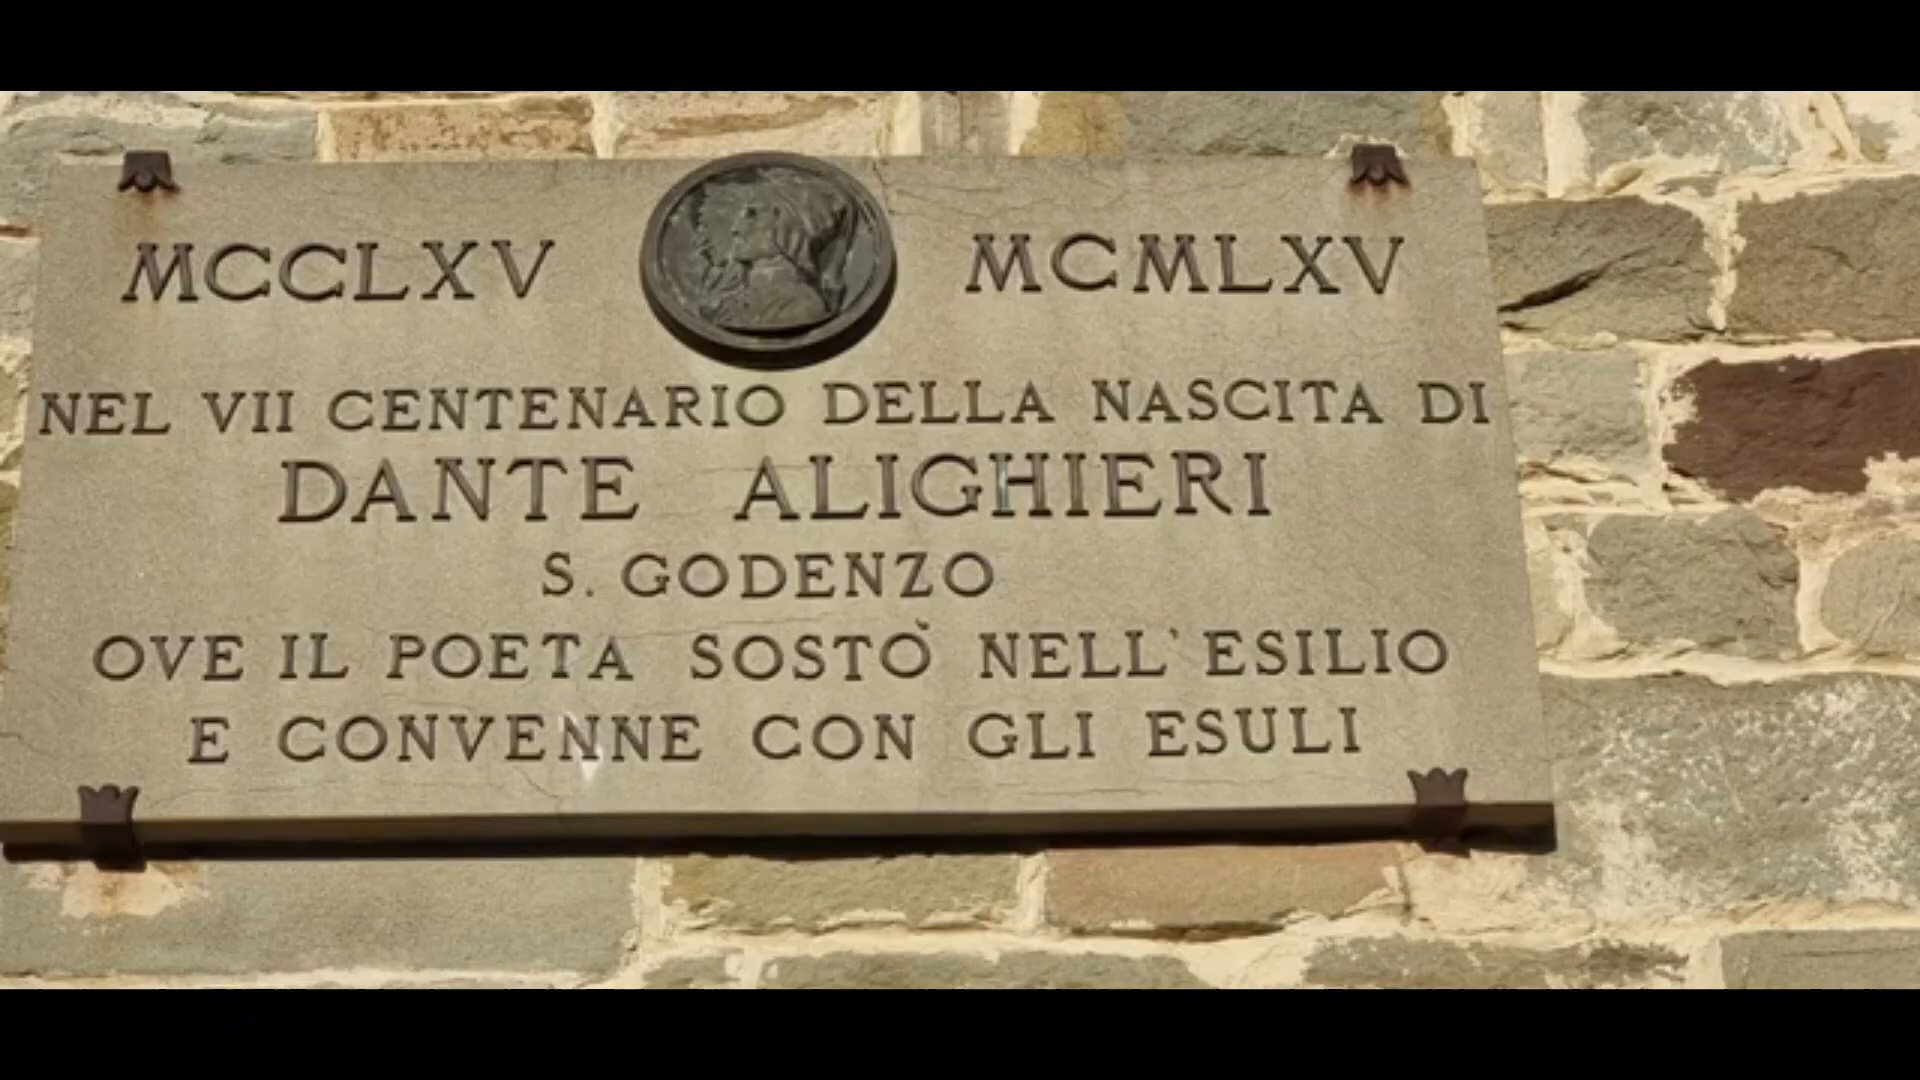 MCCLXV MCMLXV
NEL VII CENTENARIO DELLA NASCITA DI
DANTE ALIGHIERI
S. GODENZO
OVE IL POETA SOSTÒ NELL'ESILIO
E CONVENNE CON GLI ESULI